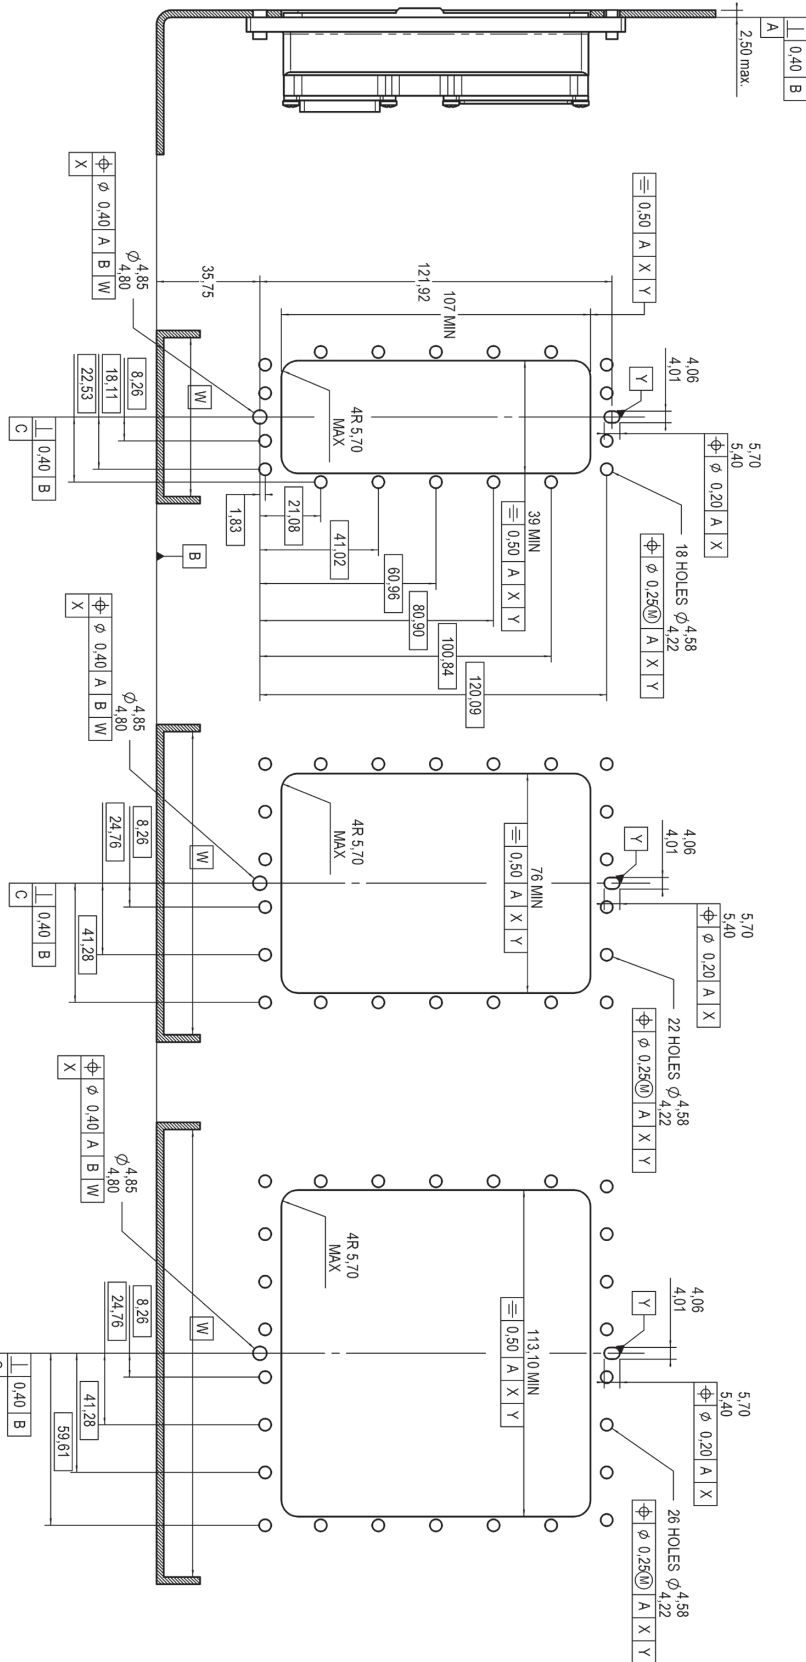 ⊥ 0,40 B
A
2,50 max.
⌯ 0,50 A X Y
121,92
107 MIN
35,75
⌖ Ø 0,40 A B W
X
Ø 4,85
4,80
W
8,26
18,11
22,53
⊥ 0,40 B
C
4R 5,70
MAX
4,06
4,01
Y
5,70
5,40
⌖ Ø 0,20 A X
18 HOLES Ø 4,58
4,22
⌖ Ø 0,25Ⓜ A X Y
39 MIN
⌯ 0,50 A X Y
1,83
21,08
41,02
60,96
80,90
100,84
120,09
B
⌖ Ø 0,40 A B W
X
Ø 4,85
4,80
W
8,26
24,76
41,28
⊥ 0,40 B
C
4R 5,70
MAX
76 MIN
⌯ 0,50 A X Y
4,06
4,01
Y
5,70
5,40
⌖ Ø 0,20 A X
22 HOLES Ø 4,58
4,22
⌖ Ø 0,25Ⓜ A X Y
⌖ Ø 0,40 A B W
X
Ø 4,85
4,80
W
8,26
24,76
41,28
59,61
⊥ 0,40 B
4R 5,70
MAX
113,10 MIN
⌯ 0,50 A X Y
4,06
4,01
Y
5,70
5,40
⌖ Ø 0,20 A X
26 HOLES Ø 4,58
4,22
⌖ Ø 0,25Ⓜ A X Y